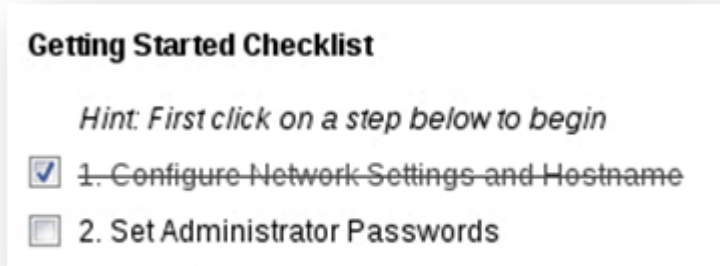 Getting Started Checklist
Hint: First click on a step below to begin
1. Configure Network Settings and Hostname
2. Set Administrator Passwords